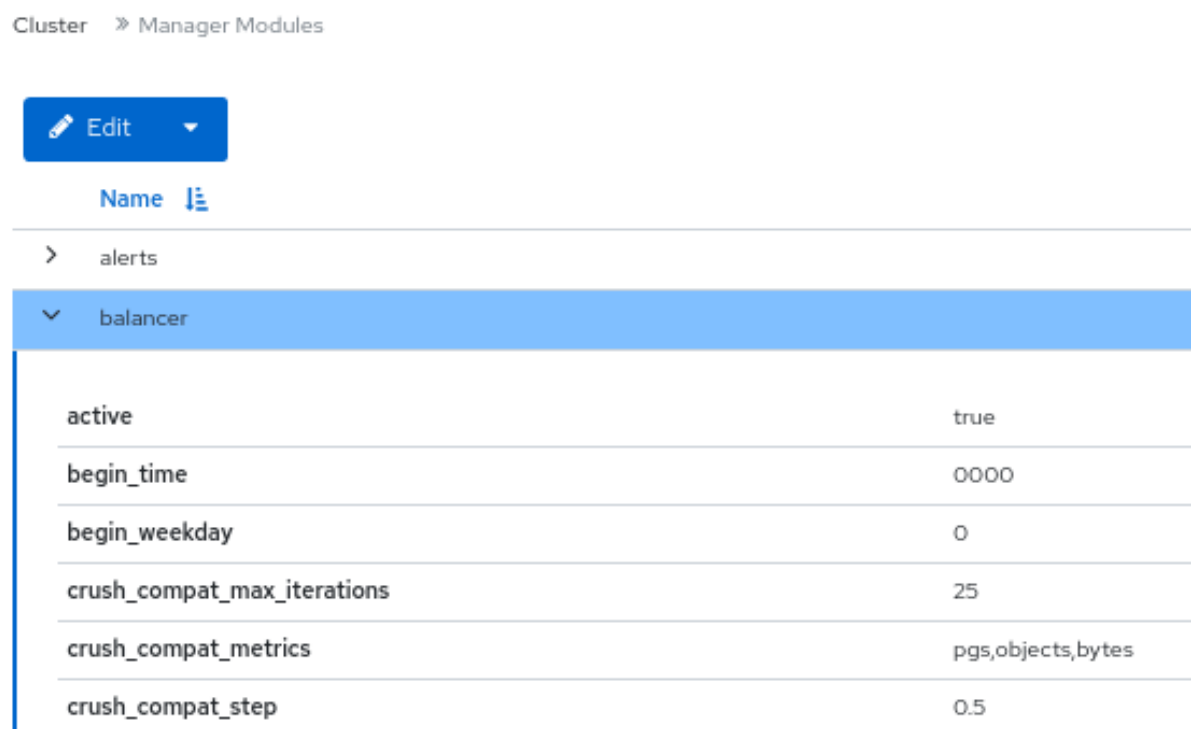 Cluster » Manager Modules
Edit
Name
alerts
balancer
active true
begin_time 0000
begin_weekday 0
crush_compat_max_iterations 25
crush_compat_metrics pgs,objects,bytes
crush_compat_step 0.5